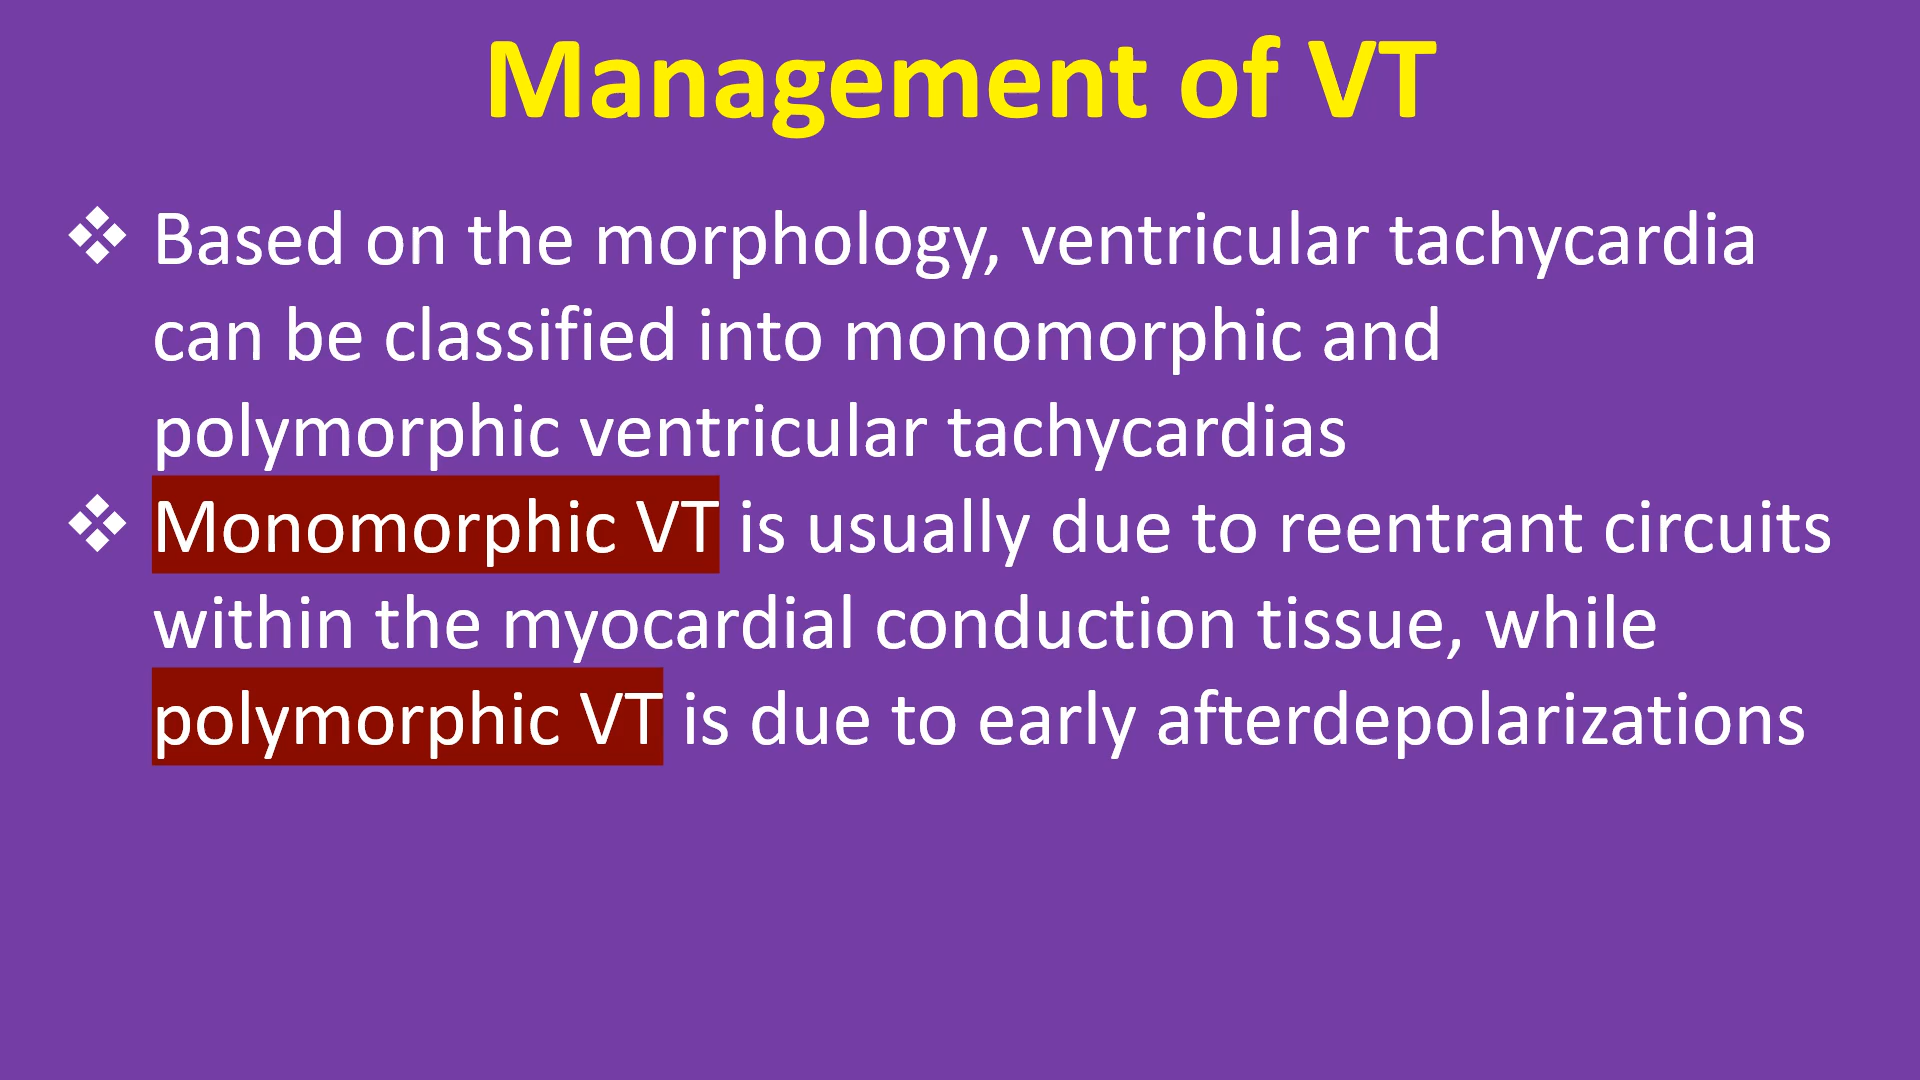 Management of VT
❖ Based on the morphology, ventricular tachycardia
can be classified into monomorphic and
polymorphic ventricular tachycardias
❖ Monomorphic VT is usually due to reentrant circuits
within the myocardial conduction tissue, while
polymorphic VT is due to early afterdepolarizations